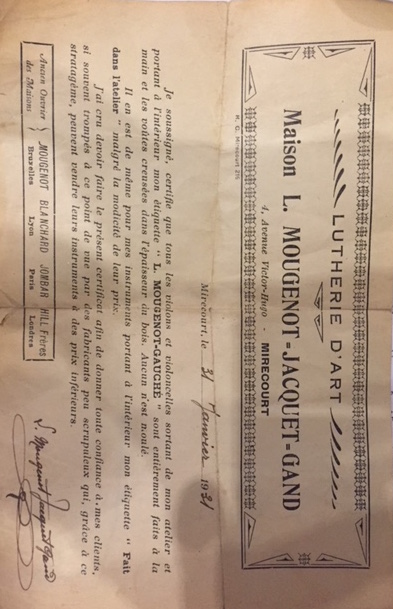 LUTHERIE D'ART
Maison L. MOUGENOT=JACQUET=GAND
4, Avenue Victor-Hugo - MIRECOURT
R. C. Mirecourt
Mirecourt, le 31 Janvier 1931
Je soussigné, certifie que tous les violons et violoncelles sortant de mon atelier et
portant à l'intérieur mon étiquette " L. MOUGENOT-GAUCHÉ " sont entièrement faits à la
main et les voûtes creusées dans l'épaisseur du bois. Aucun n'est moulé.
Il en est de même pour mes instruments portant à l'intérieur mon étiquette " Fait
dans l'atelier " malgré la modicité de leur prix.
J'ai cru devoir faire le présent certificat afin de donner toute confiance à mes clients,
si souvent trompés à ce point de vue par des fabricants peu scrupuleux qui, grâce à ce
stratagème, peuvent vendre leurs instruments à des prix inférieurs.
Ancien Ouvrier
des Maisons
MOUGENOT BLANCHARD JOMBAR HILL Frères
Bruxelles Lyon Paris Londres
L. Mougenot Jacquet Gand